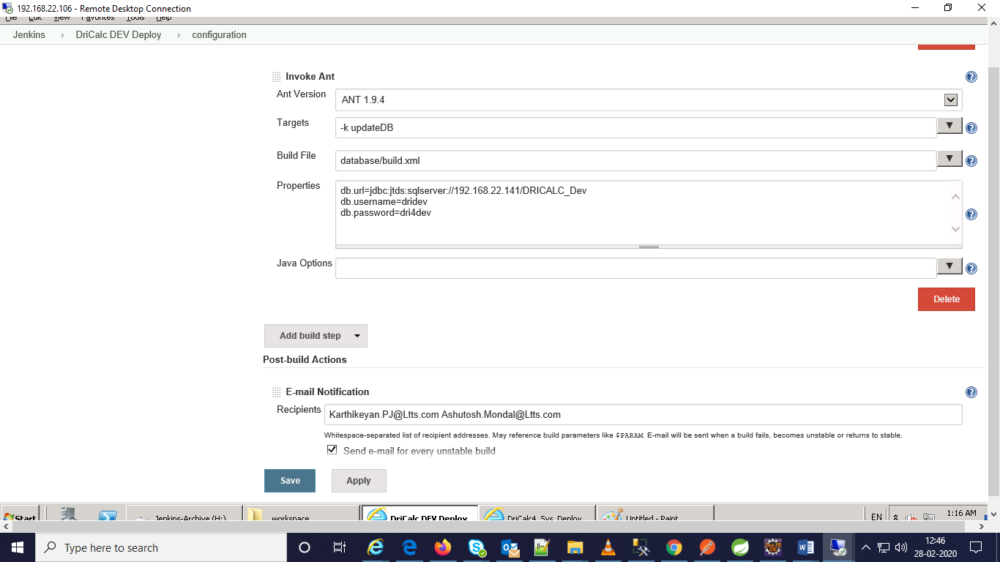 192.168.22.106 - Remote Desktop Connection
File Edit View Favorites Tools Help
Jenkins DriCalc DEV Deploy configuration
Invoke Ant
Ant Version ANT 1.9.4
Targets -k updateDB
Build File database/build.xml
Properties db.url=jdbc:jtds:sqlserver://192.168.22.141/DRICALC_Dev
db.username=dridev
db.password=dri4dev
Java Options
Delete
Add build step
Post-build Actions
E-mail Notification
Recipients Karthikeyan.PJ@Ltts.com Ashutosh.Mondal@Ltts.com
Whitespace-separated list of recipient addresses. May reference build parameters like $PARAM. E-mail will be sent when a build fails, becomes unstable or returns to stable.
Send e-mail for every unstable build
Save Apply
Start Jenkins-Archive (H:) workspace DriCalc DEV Deploy DriCalc4_Sys_Deploy Untitled - Paint EN 1:16 AM
Type here to search 12:46
28-02-2020